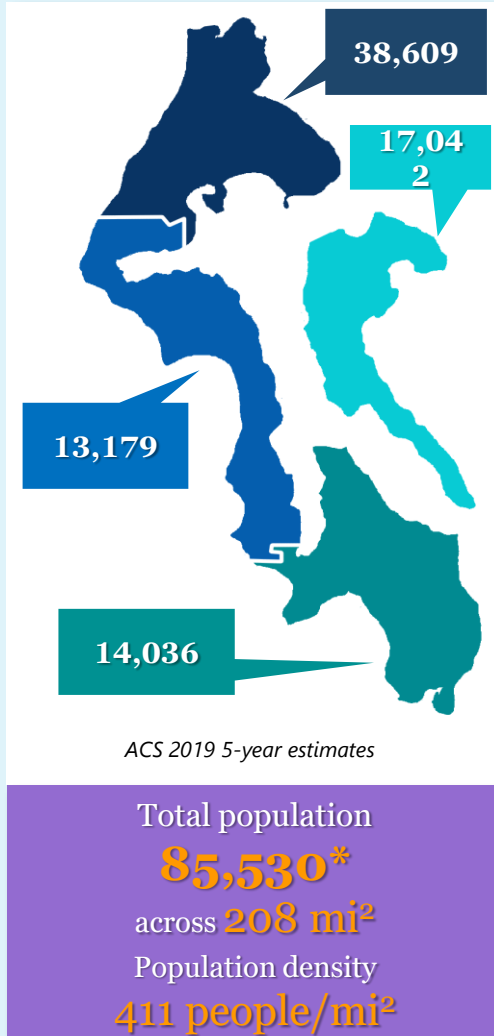 38,609
17,04
2
13,179
14,036
ACS 2019 5-year estimates
Total population
85,530*
across 208 mi²
Population density
411 people/mi²